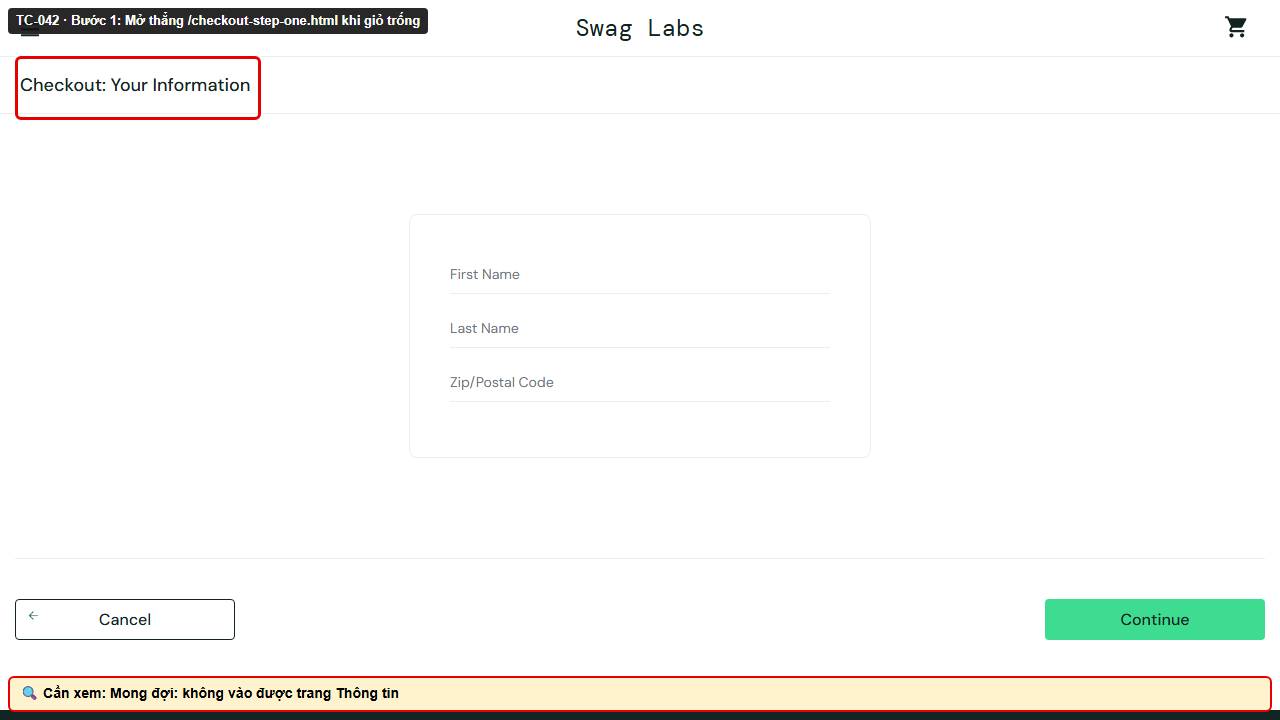 TC-042 · Bước 1: Mở thẳng /checkout-step-one.html khi giỏ trống
Swag Labs
Checkout: Your Information
First Name
Last Name
Zip/Postal Code
Cancel
Continue
🔍 Cần xem: Mong đợi: không vào được trang Thông tin